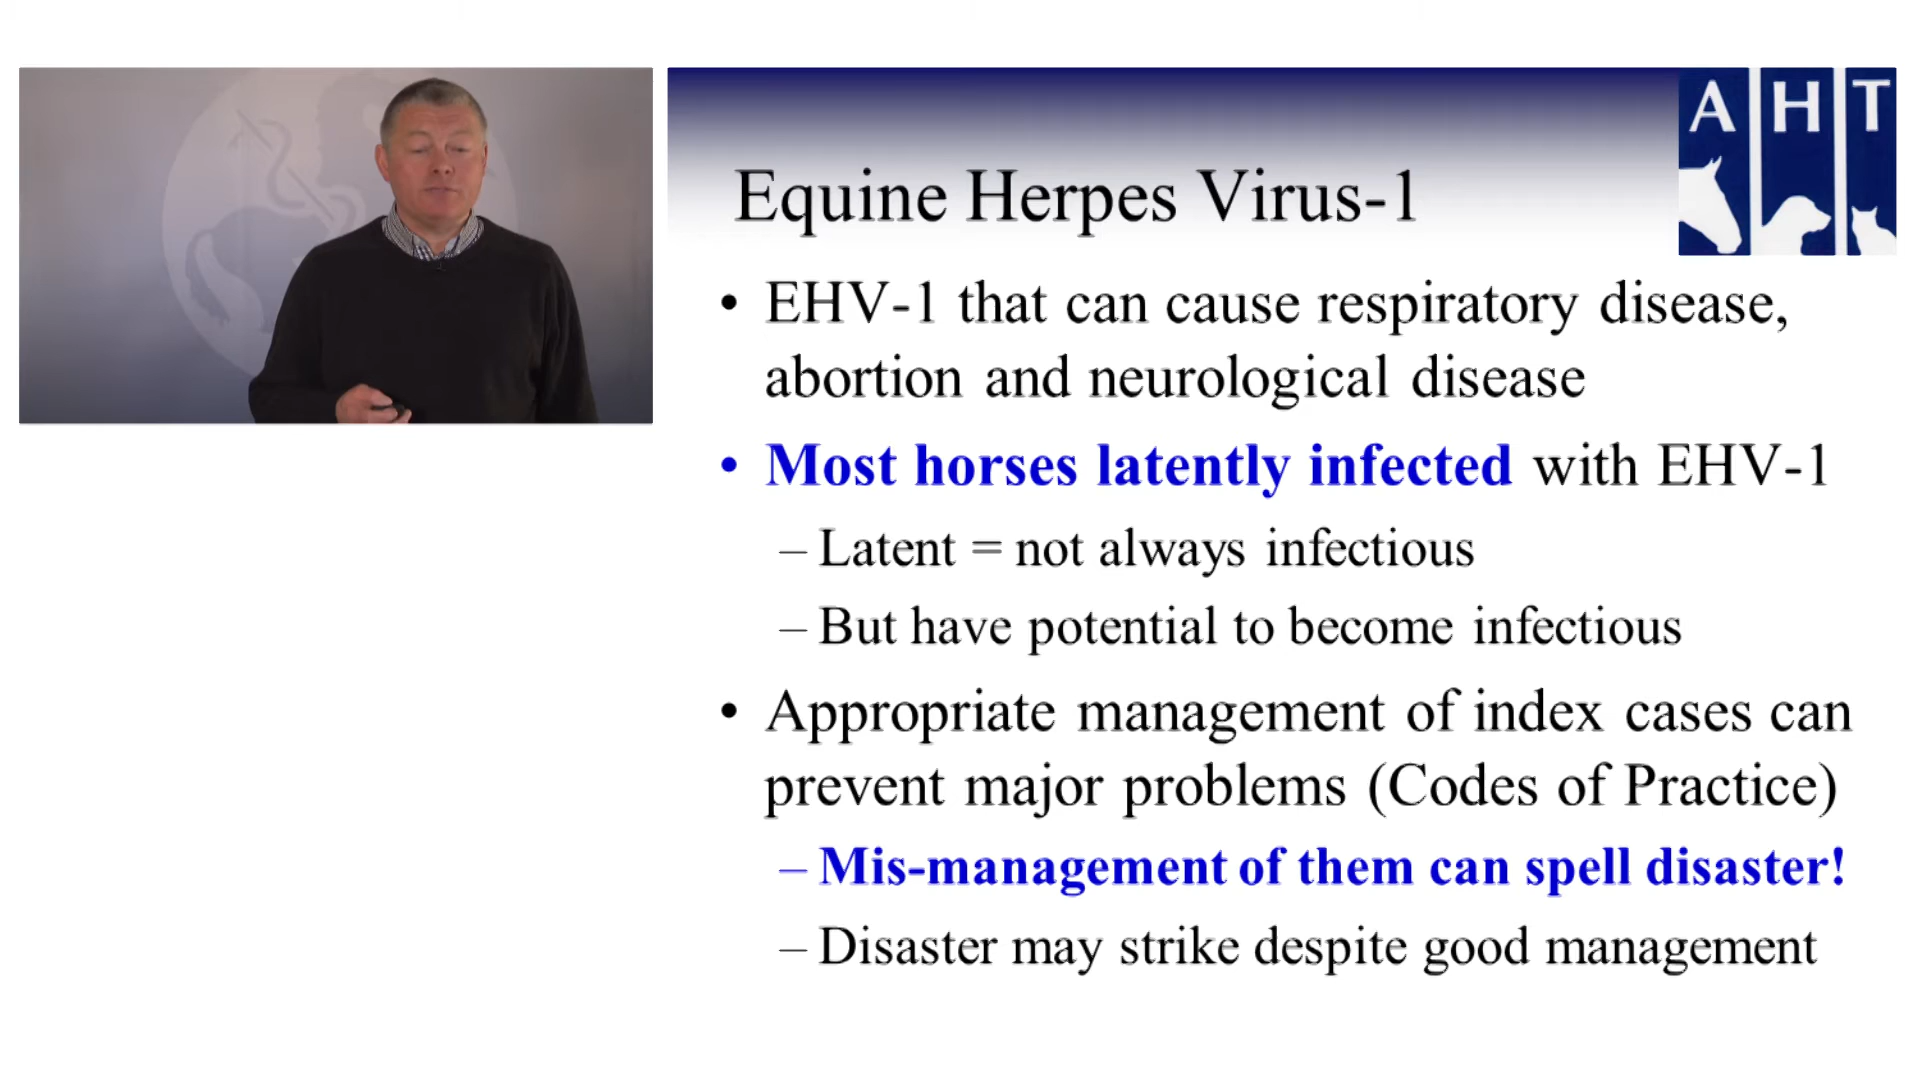 A H T
Equine Herpes Virus-1
• EHV-1 that can cause respiratory disease,
abortion and neurological disease
• Most horses latently infected with EHV-1
– Latent = not always infectious
– But have potential to become infectious
• Appropriate management of index cases can
prevent major problems (Codes of Practice)
– Mis-management of them can spell disaster!
– Disaster may strike despite good management